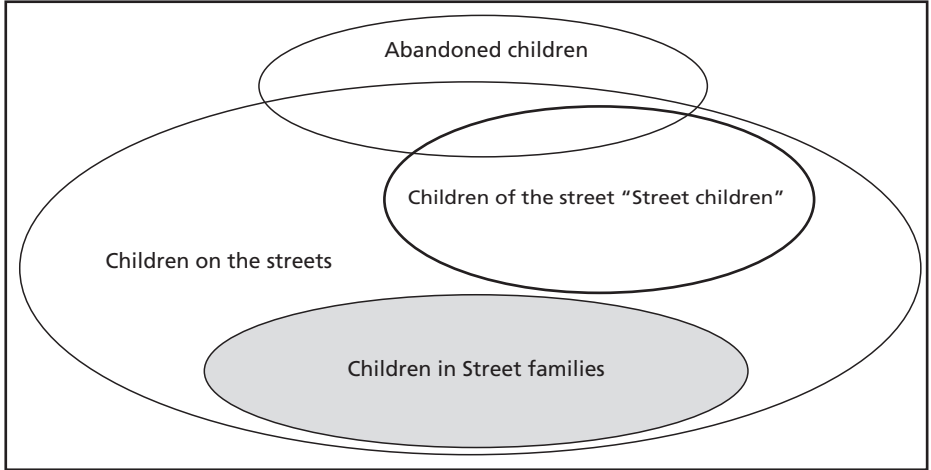 Abandoned children
Children of the street “Street children”
Children on the streets
Children in Street families